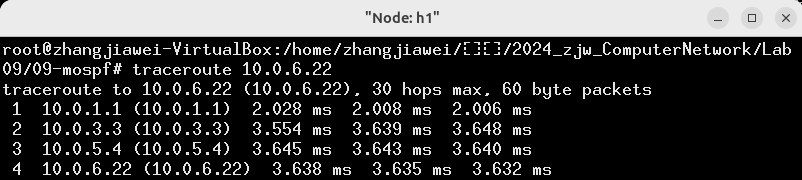 "Node: h1"
root@zhangjiawei-VirtualBox:/home/zhangjiawei/[][]/2024_zjw_ComputerNetwork/Lab
09/09-mospf# traceroute 10.0.6.22
traceroute to 10.0.6.22 (10.0.6.22), 30 hops max, 60 byte packets
 1  10.0.1.1 (10.0.1.1)  2.028 ms  2.008 ms  2.006 ms
 2  10.0.3.3 (10.0.3.3)  3.554 ms  3.639 ms  3.648 ms
 3  10.0.5.4 (10.0.5.4)  3.645 ms  3.643 ms  3.640 ms
 4  10.0.6.22 (10.0.6.22)  3.638 ms  3.635 ms  3.632 ms